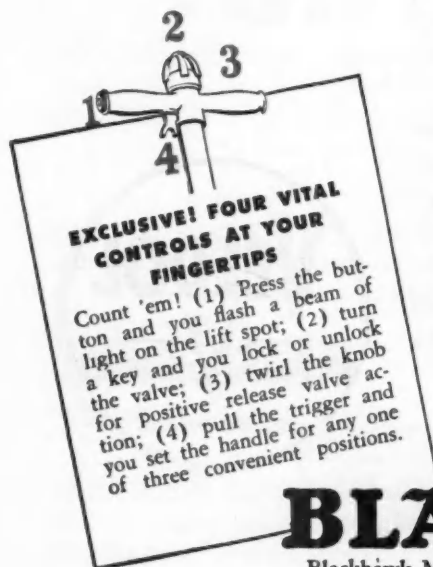 2
3
1
4
EXCLUSIVE! FOUR VITAL
CONTROLS AT YOUR
FINGERTIPS
Count 'em! (1) Press the but-
ton and you flash a beam of
light on the lift spot; (2) turn
a key and you lock or unlock
the valve; (3) twirl the knob
for positive release valve ac-
tion; (4) pull the trigger and
you set the handle for any one
of three convenient positions.
BLA
Blackhawk M